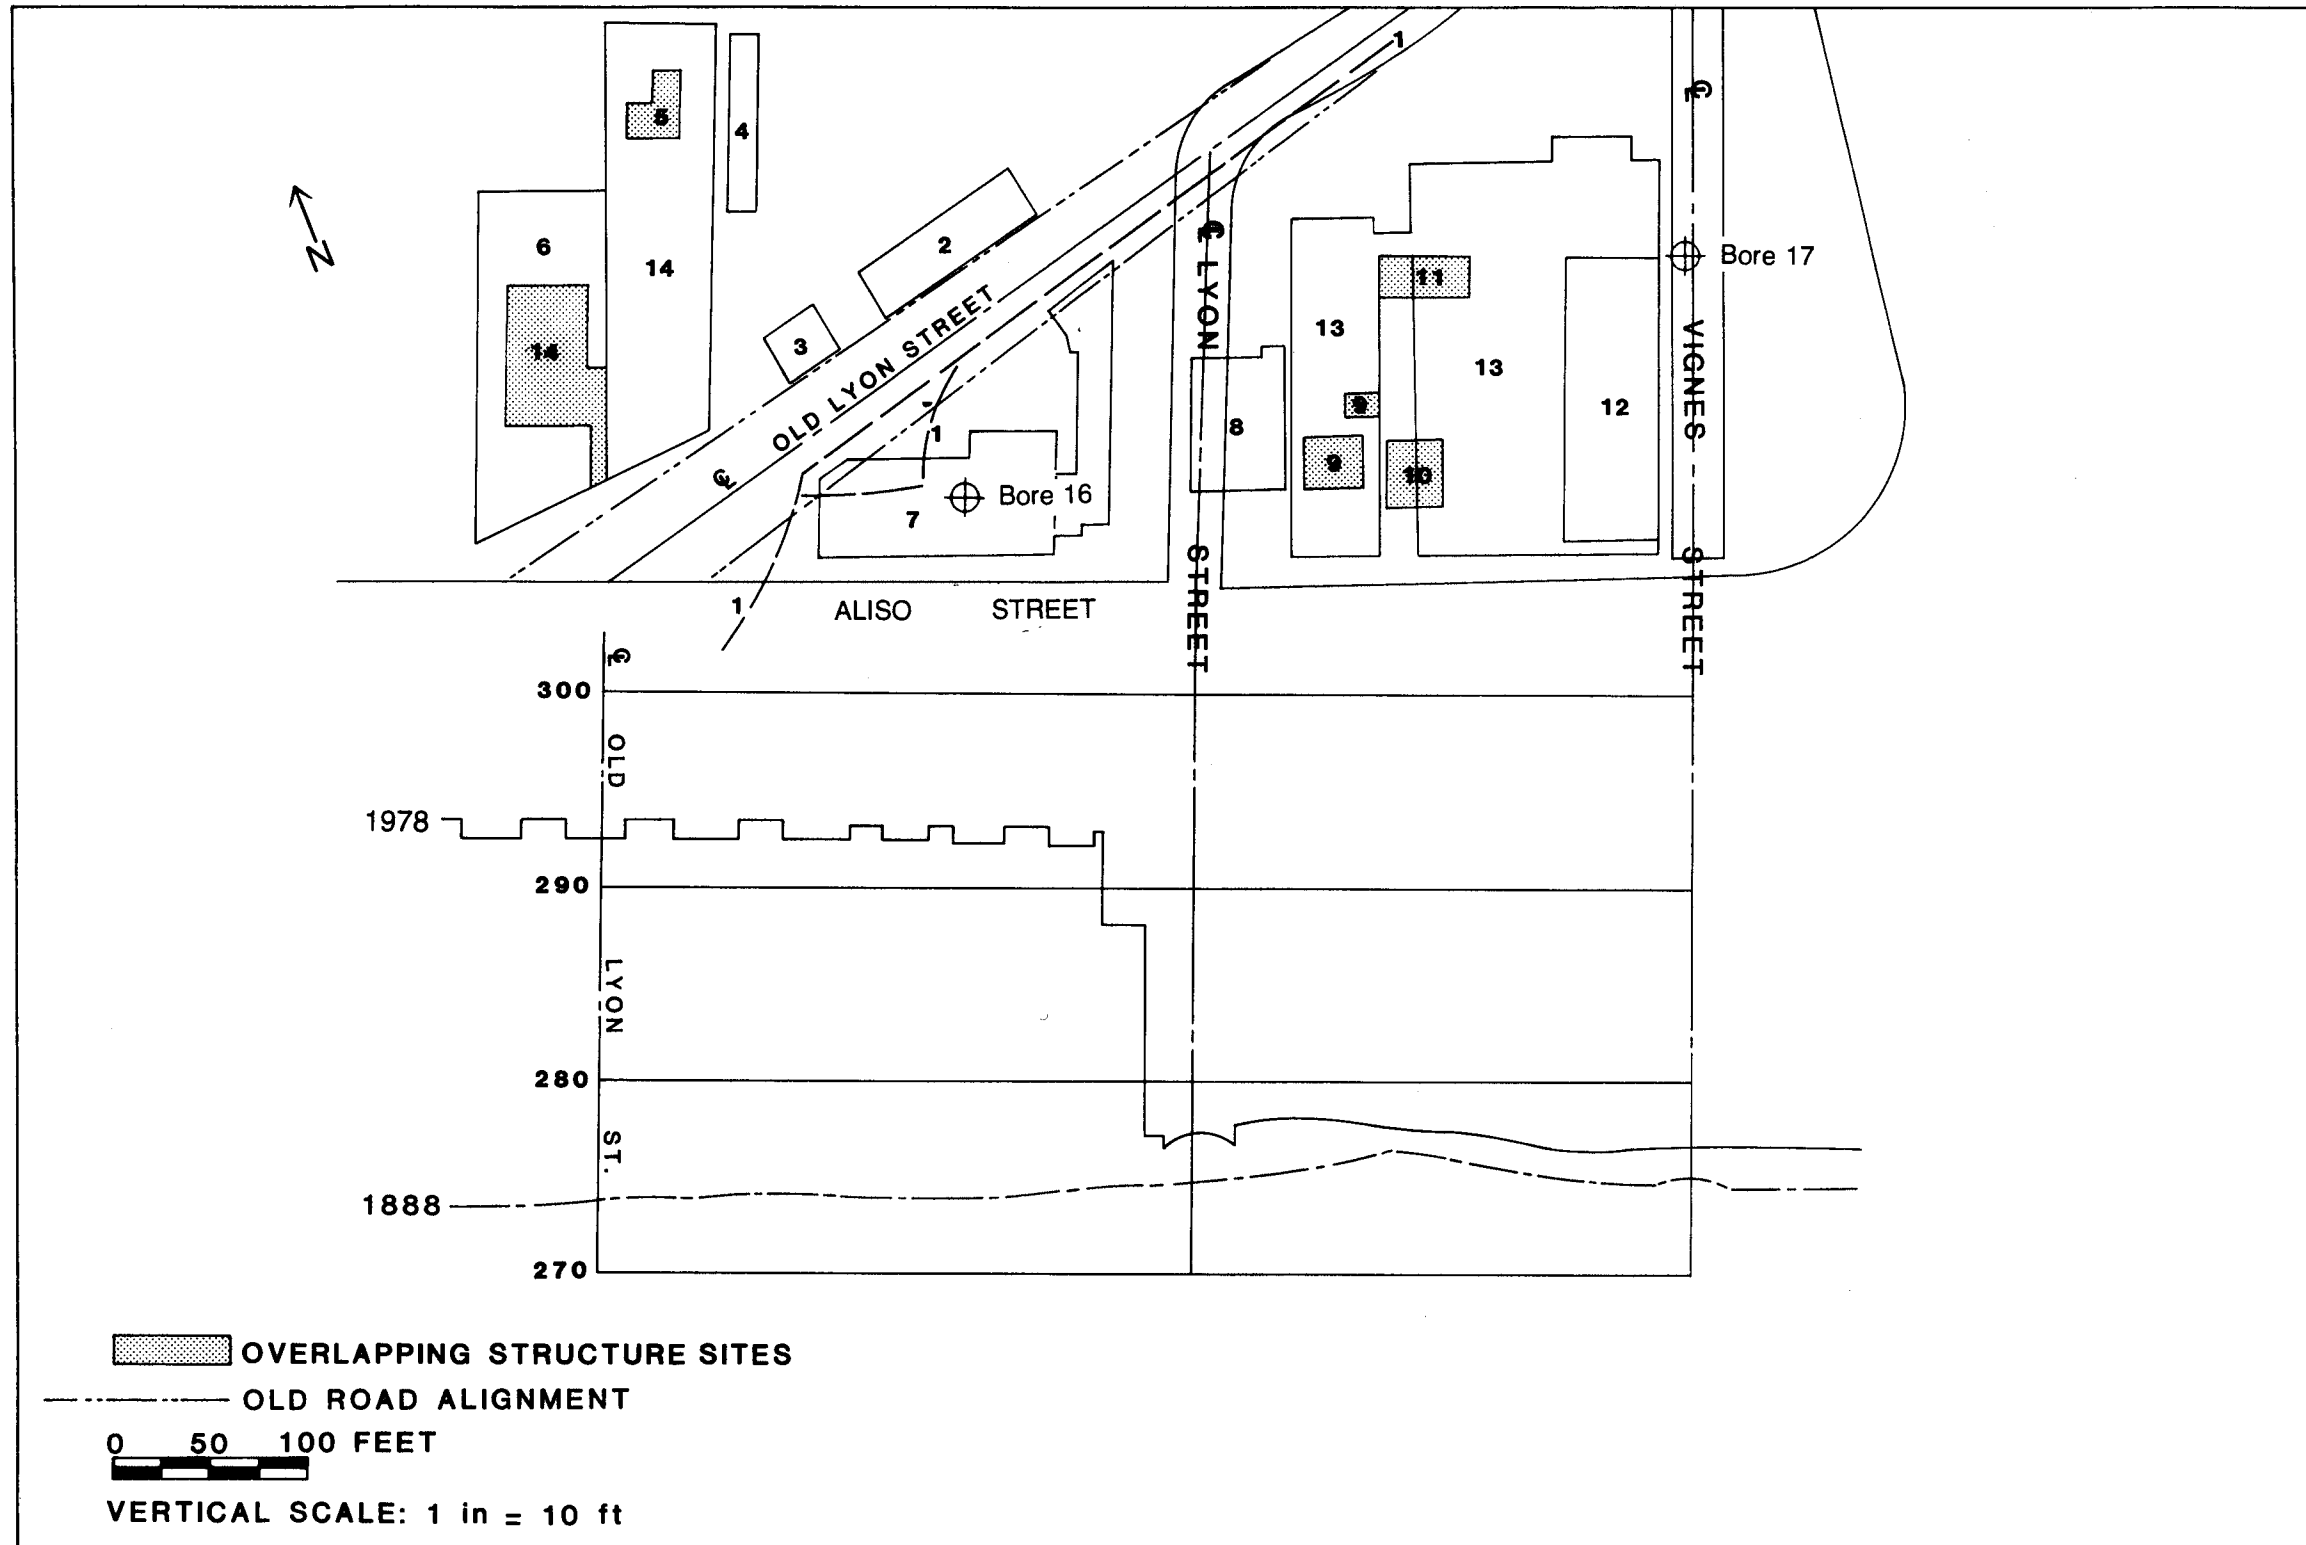 1
℄
5
4
N
6
2
℄
Bore 17
14
11
LYON
13
3
OLD LYON STREET
VIGNES
14
13
9
12
1
8
℄
9
10
Bore 16
7
STREET
STREET
1
ALISO STREET
℄
300
OLD
1978
290
LYON
280
ST.
1888
270
OVERLAPPING STRUCTURE SITES
OLD ROAD ALIGNMENT
0 50 100 FEET
VERTICAL SCALE: 1 in = 10 ft